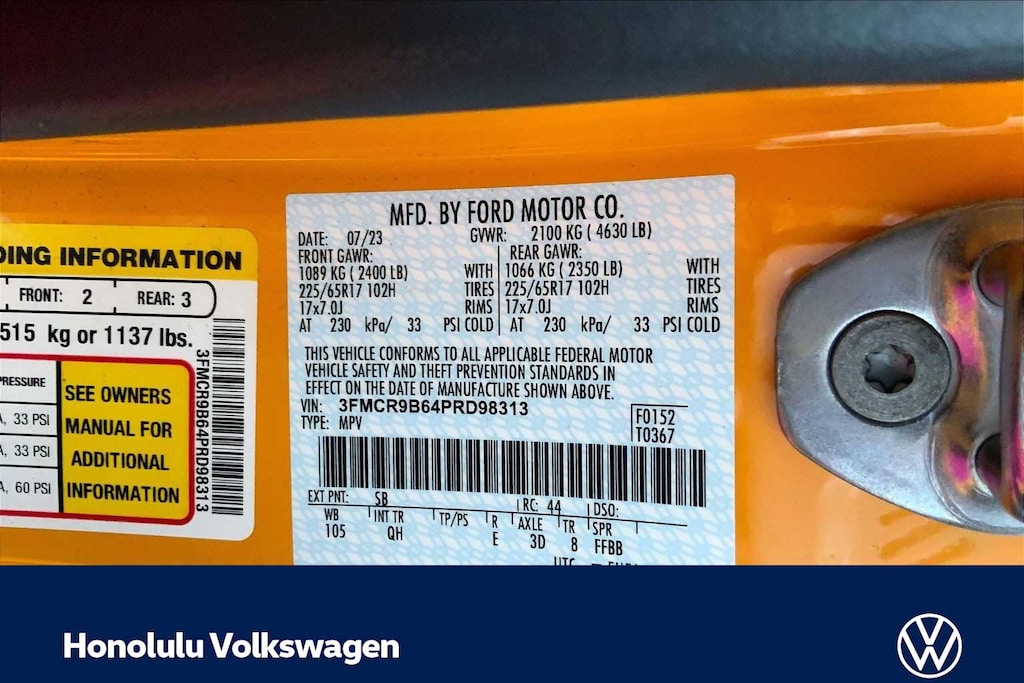 DING INFORMATION
FRONT: 2 REAR: 3
515 kg or 1137 lbs.
3FMCR9B64PRD98313
PRESSURE
A, 33 PSI
A, 33 PSI
A, 60 PSI
SEE OWNERS
MANUAL FOR
ADDITIONAL
INFORMATION
MFD. BY FORD MOTOR CO.
DATE: 07/23 GVWR: 2100 KG ( 4630 LB)
FRONT GAWR: REAR GAWR:
1089 KG ( 2400 LB) WITH 1066 KG ( 2350 LB) WITH
225/65R17 102H TIRES 225/65R17 102H TIRES
17x7.0J RIMS 17x7.0J RIMS
AT 230 kPa/ 33 PSI COLD AT 230 kPa/ 33 PSI COLD
THIS VEHICLE CONFORMS TO ALL APPLICABLE FEDERAL MOTOR
VEHICLE SAFETY AND THEFT PREVENTION STANDARDS IN
EFFECT ON THE DATE OF MANUFACTURE SHOWN ABOVE.
VIN: 3FMCR9B64PRD98313
TYPE: MPV
F0152
T0367
EXT PNT: SB RC: 44 DSO:
WB INT TR TP/PS R AXLE TR SPR
105 QH E 3D 8 FFBB
Honolulu Volkswagen